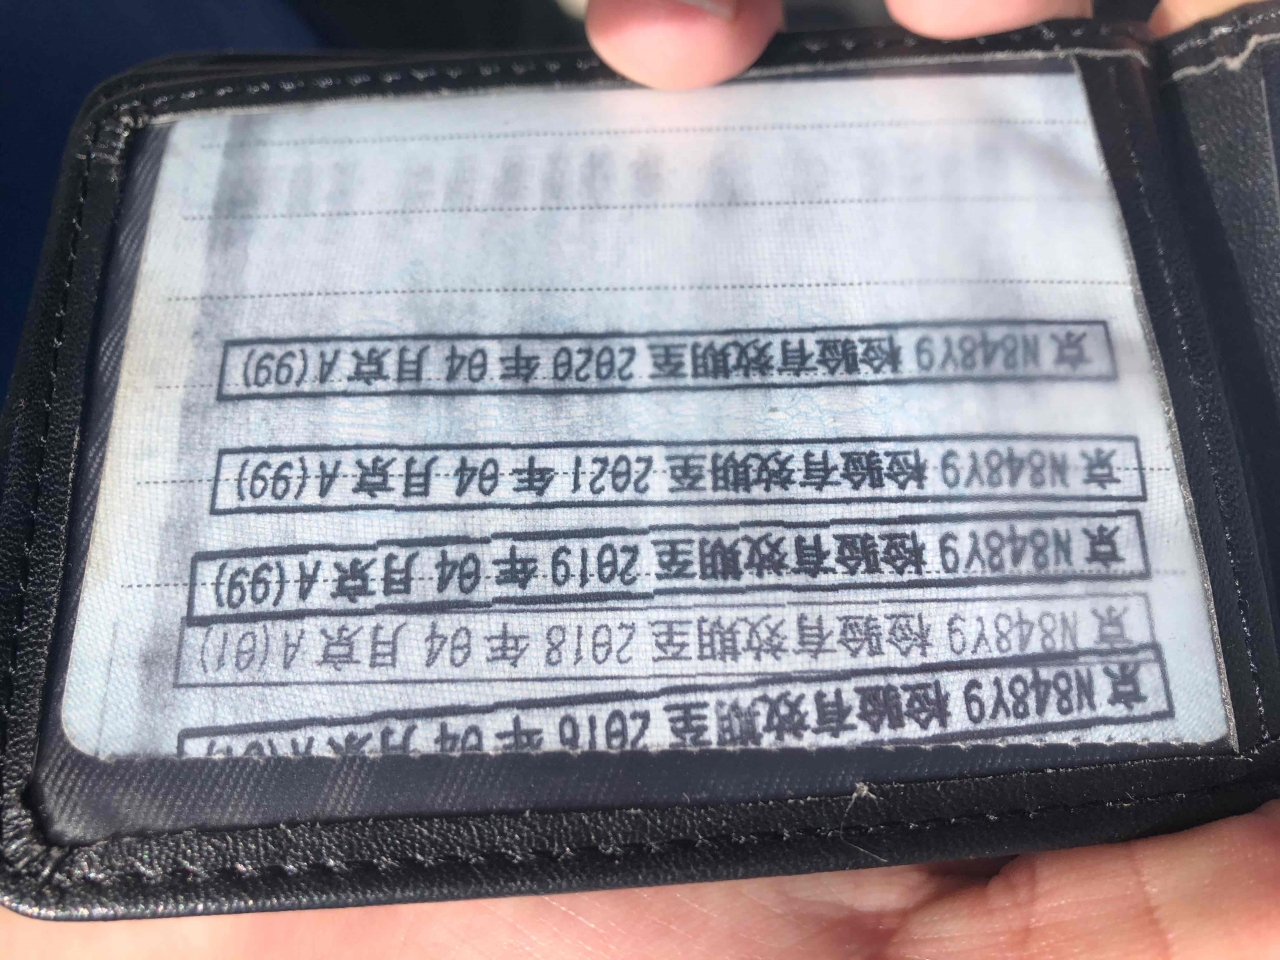 京 N848Y9 检验有效期至 2016 年 04 月京 A(01)
京 N848Y9 检验有效期至 2018 年 04 月京 A(01)
京 N848Y9 检验有效期至 2019 年 04 月京 A(99)
京 N848Y9 检验有效期至 2021 年 04 月京 A(99)
京 N848Y9 检验有效期至 2020 年 04 月京 A(99)